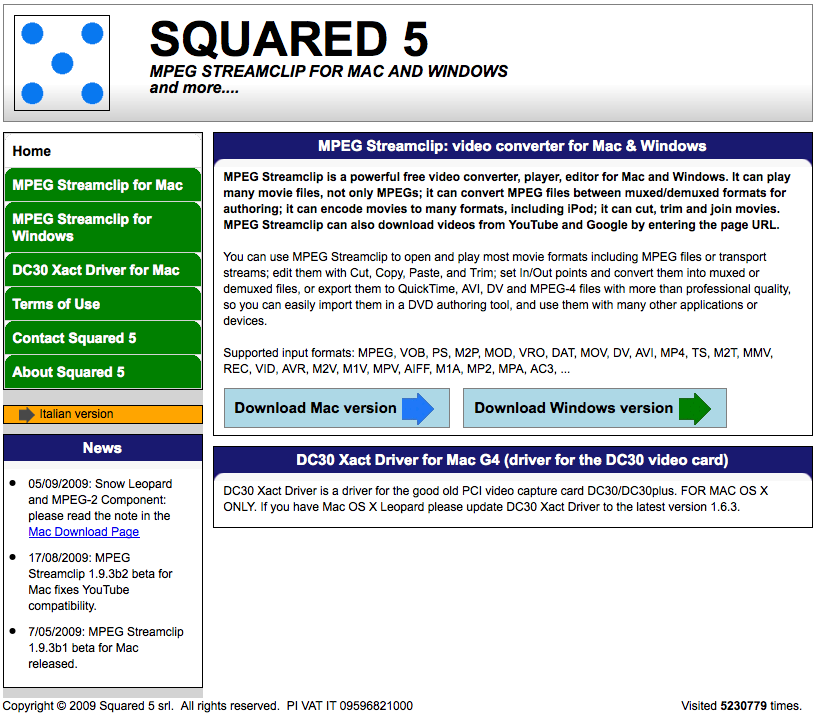 SQUARED 5
MPEG STREAMCLIP FOR MAC AND WINDOWS
and more....
Home
MPEG Streamclip for Mac
MPEG Streamclip for
Windows
DC30 Xact Driver for Mac
Terms of Use
Contact Squared 5
About Squared 5
Italian version
News
05/09/2009: Snow Leopard
and MPEG-2 Component:
please read the note in the
Mac Download Page
17/08/2009: MPEG
Streamclip 1.9.3b2 beta for
Mac fixes YouTube
compatibility.
7/05/2009: MPEG Streamclip
1.9.3b1 beta for Mac
released.
MPEG Streamclip: video converter for Mac & Windows
MPEG Streamclip is a powerful free video converter, player, editor for Mac and Windows. It can play
many movie files, not only MPEGs; it can convert MPEG files between muxed/demuxed formats for
authoring; it can encode movies to many formats, including iPod; it can cut, trim and join movies.
MPEG Streamclip can also download videos from YouTube and Google by entering the page URL.
You can use MPEG Streamclip to open and play most movie formats including MPEG files or transport
streams; edit them with Cut, Copy, Paste, and Trim; set In/Out points and convert them into muxed or
demuxed files, or export them to QuickTime, AVI, DV and MPEG-4 files with more than professional quality,
so you can easily import them in a DVD authoring tool, and use them with many other applications or
devices.
Supported input formats: MPEG, VOB, PS, M2P, MOD, VRO, DAT, MOV, DV, AVI, MP4, TS, M2T, MMV,
REC, VID, AVR, M2V, M1V, MPV, AIFF, M1A, MP2, MPA, AC3, ...
Download Mac version
Download Windows version
DC30 Xact Driver for Mac G4 (driver for the DC30 video card)
DC30 Xact Driver is a driver for the good old PCI video capture card DC30/DC30plus. FOR MAC OS X
ONLY. If you have Mac OS X Leopard please update DC30 Xact Driver to the latest version 1.6.3.
Copyright © 2009 Squared 5 srl.  All rights reserved.  PI VAT IT 09596821000
Visited 5230779 times.